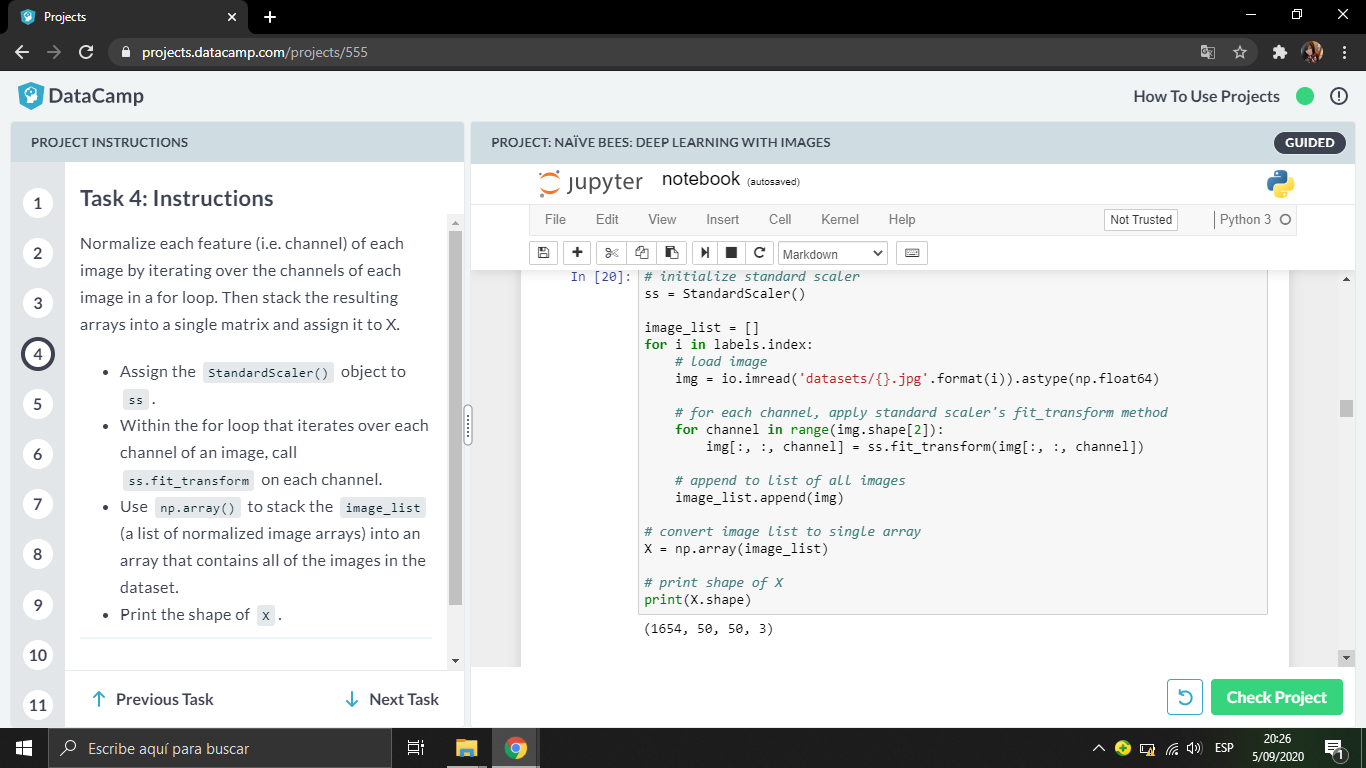 Projects
projects.datacamp.com/projects/555
DataCamp
How To Use Projects
PROJECT INSTRUCTIONS
PROJECT: NAÏVE BEES: DEEP LEARNING WITH IMAGES
GUIDED
1
2
3
4
5
6
7
8
9
10
11
Task 4: Instructions
Normalize each feature (i.e. channel) of each
image by iterating over the channels of each
image in a for loop. Then stack the resulting
arrays into a single matrix and assign it to X.
• Assign the StandardScaler() object to
ss .
• Within the for loop that iterates over each
channel of an image, call
ss.fit_transform on each channel.
• Use np.array() to stack the image_list
(a list of normalized image arrays) into an
array that contains all of the images in the
dataset.
• Print the shape of X .
Previous Task
Next Task
jupyter notebook (autosaved)
File Edit View Insert Cell Kernel Help
Not Trusted
Python 3
Markdown
In [20]: # initialize standard scaler
ss = StandardScaler()
image_list = []
for i in labels.index:
# load image
img = io.imread('datasets/{}.jpg'.format(i)).astype(np.float64)
# for each channel, apply standard scaler's fit_transform method
for channel in range(img.shape[2]):
img[:, :, channel] = ss.fit_transform(img[:, :, channel])
# append to list of all images
image_list.append(img)
# convert image list to single array
X = np.array(image_list)
# print shape of X
print(X.shape)
(1654, 50, 50, 3)
Check Project
Escribe aquí para buscar
ESP
20:26
5/09/2020
1